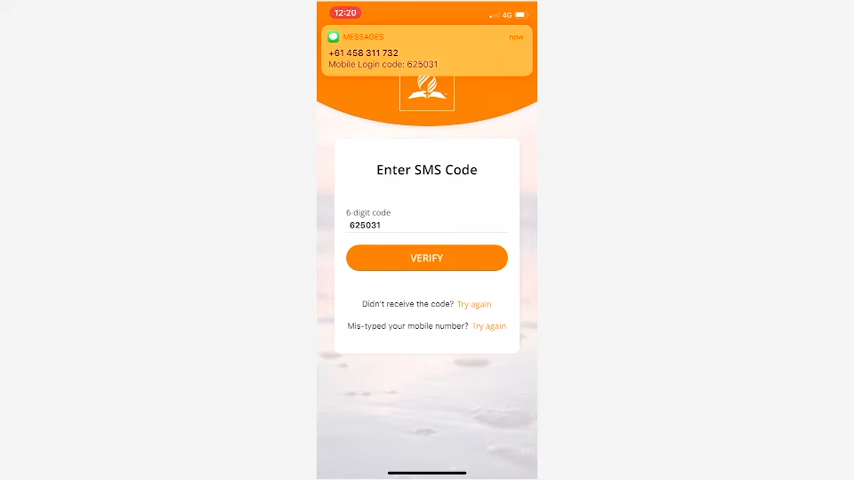 12:20
4G
MESSAGES
now
+61 458 311 732
Mobile Login code: 625031
Enter SMS Code
6-digit code
625031
VERIFY
Didn't receive the code? Try again
Mis-typed your mobile number? Try again